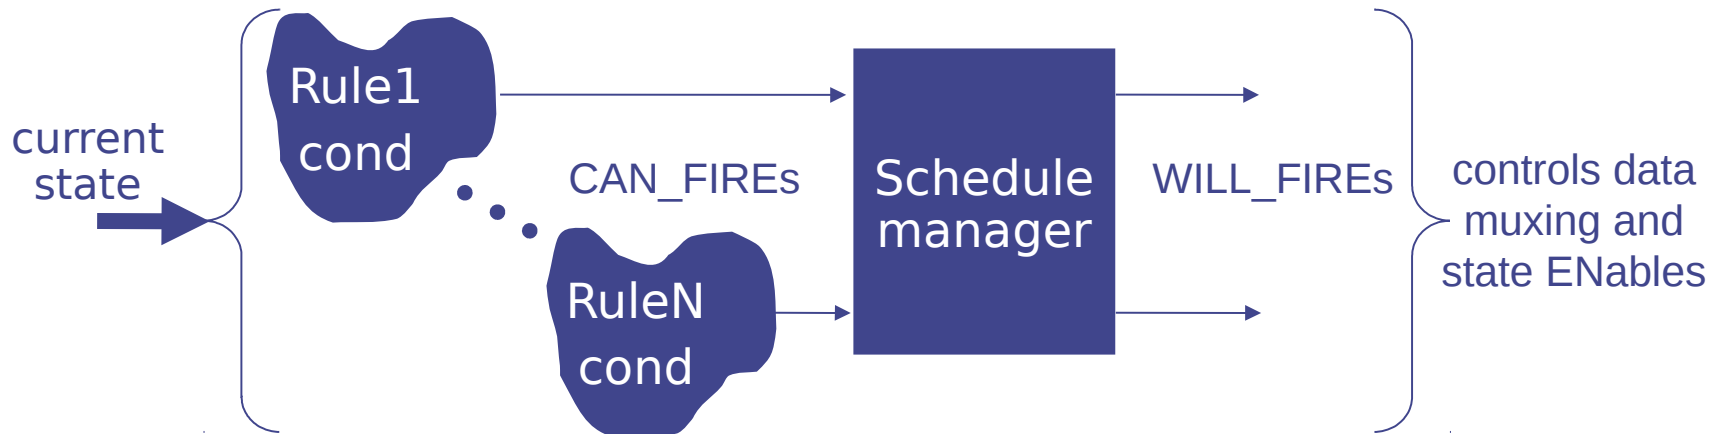 current
state
Rule1
cond
CAN_FIREs
RuleN
cond
Schedule
manager
WILL_FIREs
controls data
muxing and
state ENables